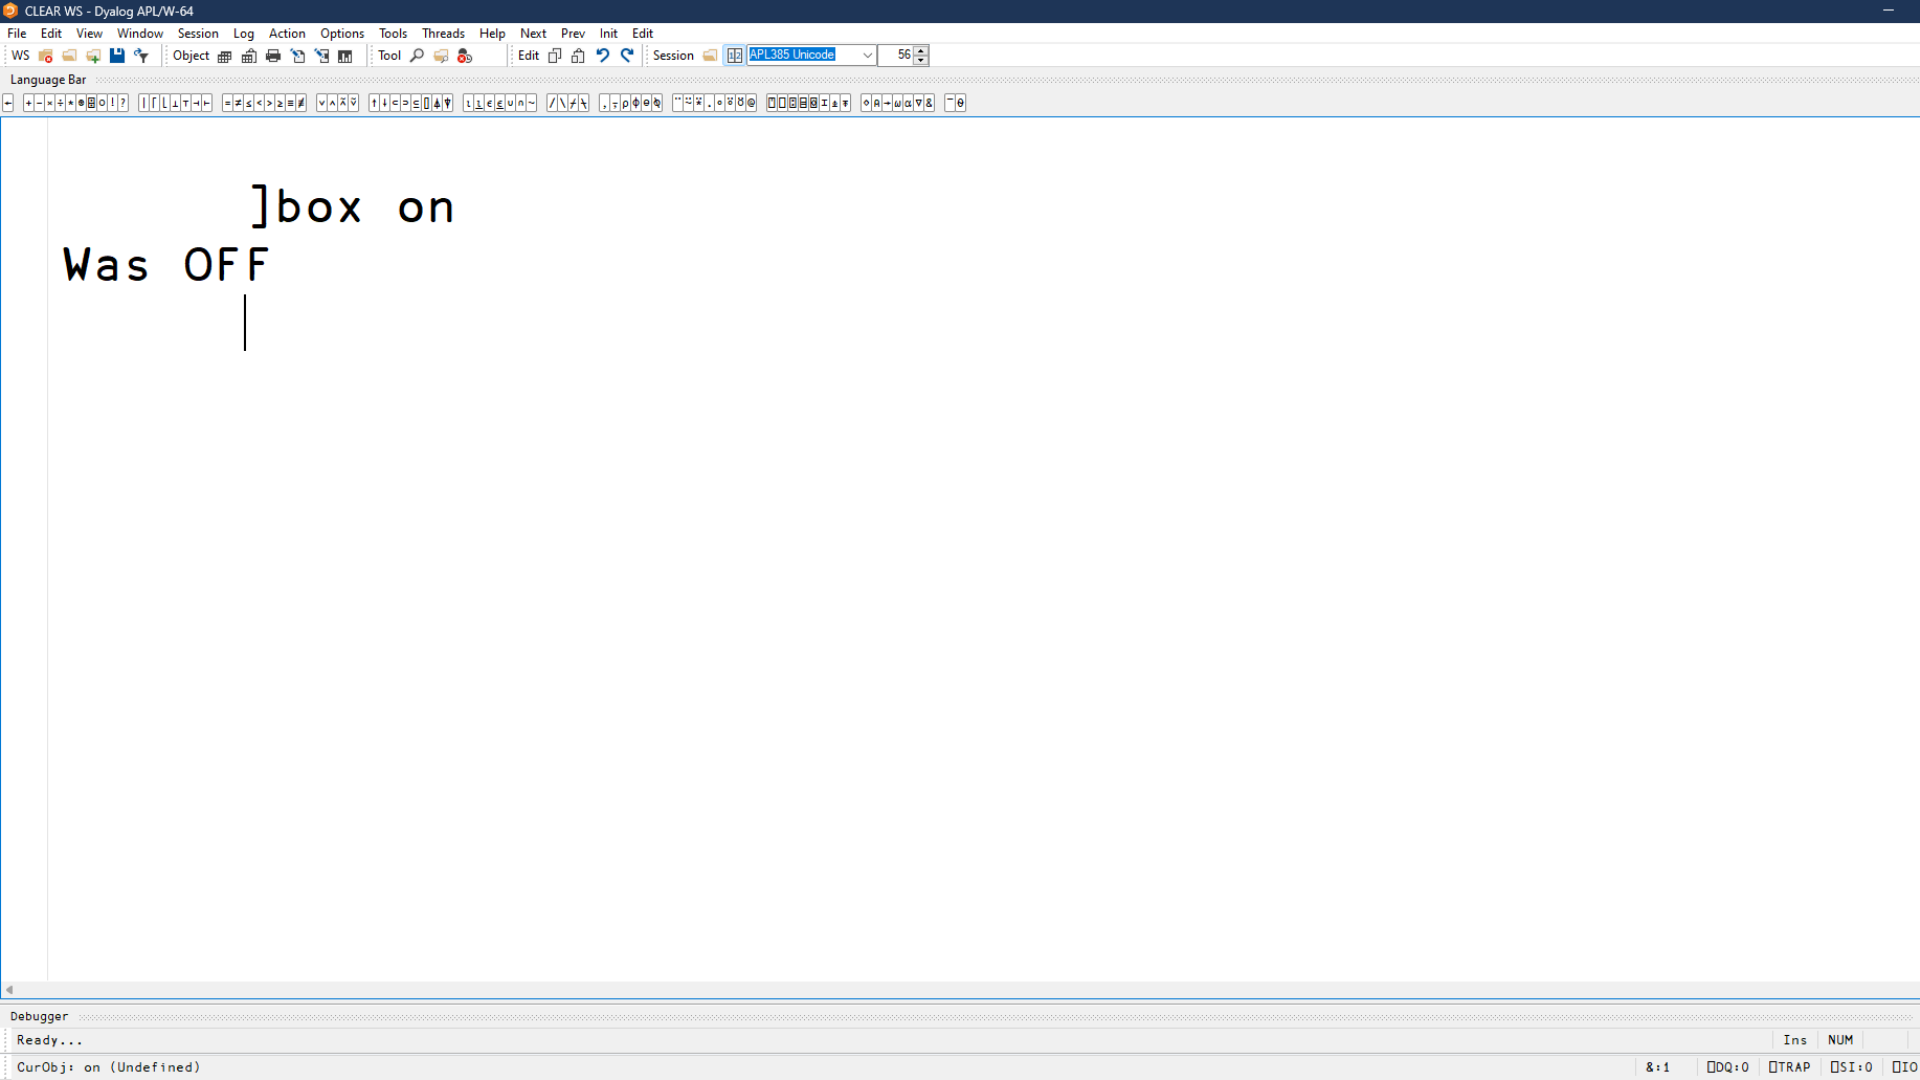 CLEAR WS - Dyalog APL/W-64
File Edit View Window Session Log Action Options Tools Threads Help Next Prev Init Edit
WS Object Tool Edit Session APL385 Unicode 56
Language Bar
← + - × ÷ * ⍟ ⌹ ○ ! ? | ⌈ ⌊ ⊥ ⊤ ⊣ ⊢ = ≠ ≤ < > ≥ ≡ ≢ ∨ ∧ ⍲ ⍱ ↑ ↓ ⊂ ⊃ ⊆ ⌷ ⍋ ⍒ ⍳ ⍸ ∊ ⍷ ∪ ∩ ~ / \ ⌿ ⍀ , ⍪ ⍴ ⌽ ⊖ ⍉ ¨ ⍨ ⍣ . ∘ ⍤ ⍥ @ ⍞ ⎕ ⍠ ⌸ ⌺ ⌶ ⍎ ⍕ ⋄ ⍝ → ⍵ ⍺ ∇ & ¯ ⍬
]box on
Was OFF
Debugger
Ready... Ins NUM
CurObj: on (Undefined) &:1 ⎕DQ:0 ⎕TRAP ⎕SI:0 ⎕IO